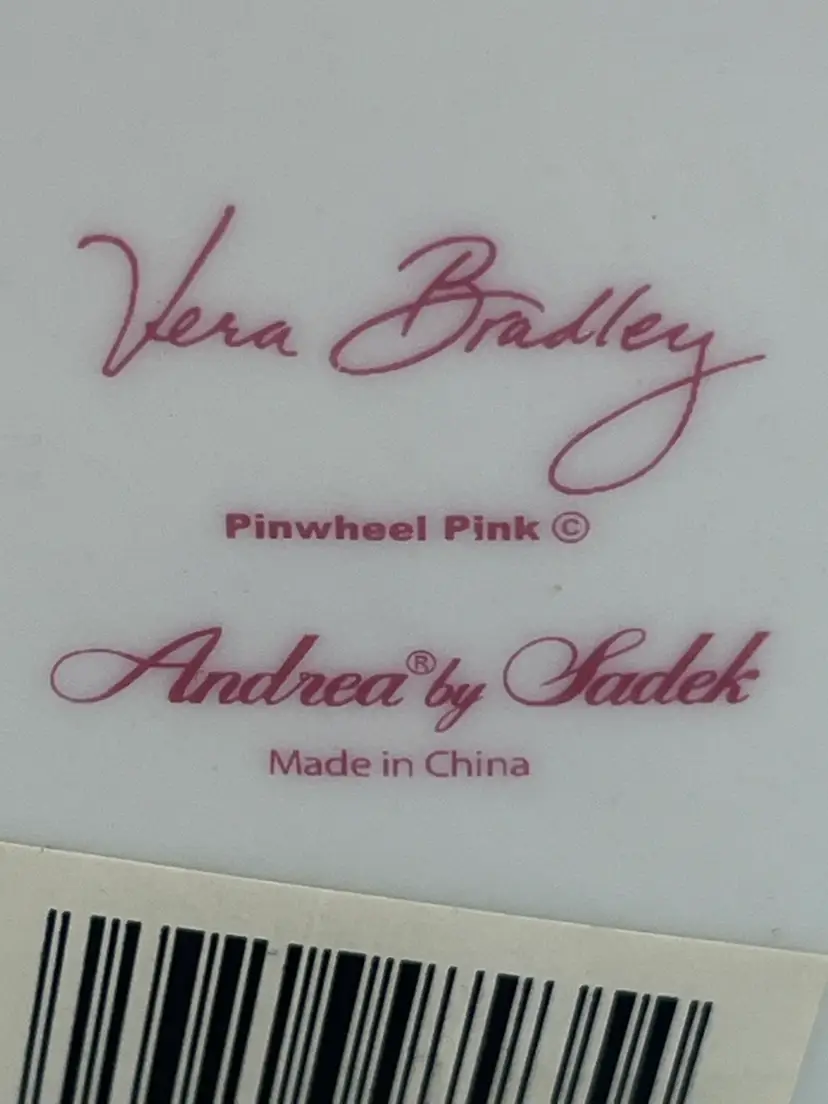 Vera Bradley
Pinwheel Pink ©
Andrea® by Sadek
Made in China